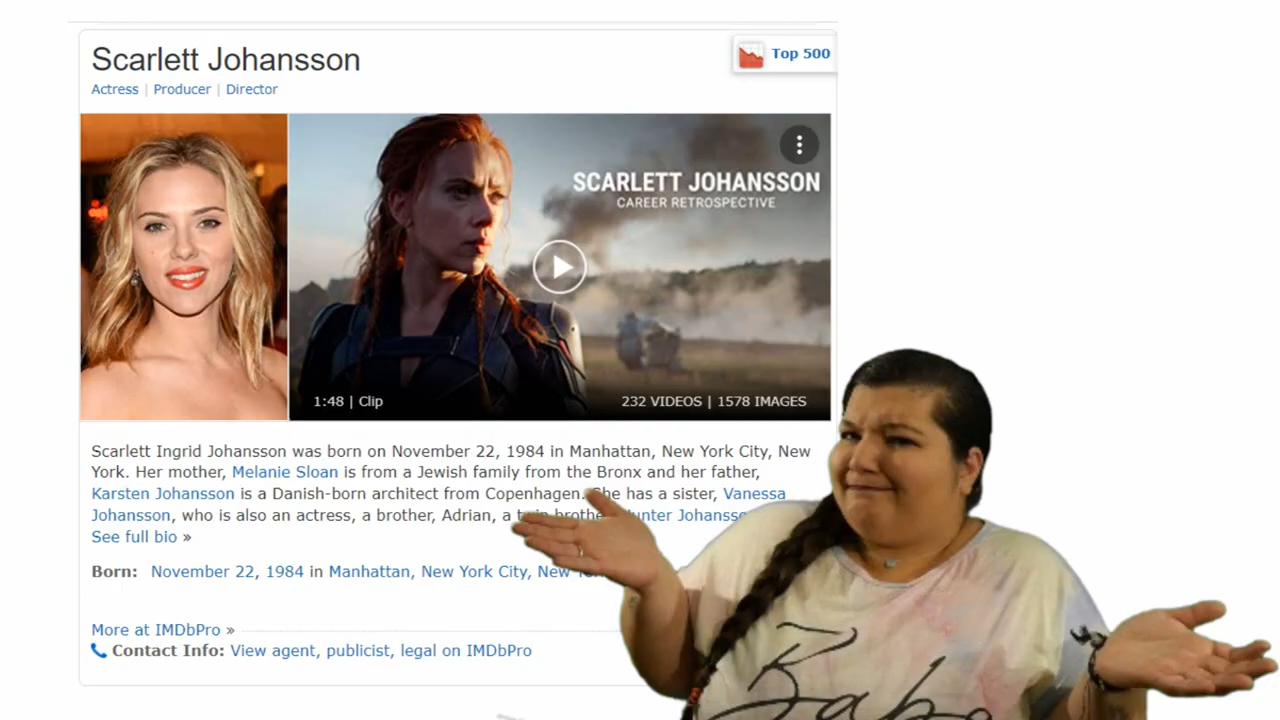 Scarlett Johansson
Top 500
Actress | Producer | Director
SCARLETT JOHANSSON
CAREER RETROSPECTIVE
1:48 | Clip
232 VIDEOS | 1578 IMAGES
Scarlett Ingrid Johansson was born on November 22, 1984 in Manhattan, New York City, New
York. Her mother, Melanie Sloan is from a Jewish family from the Bronx and her father,
Karsten Johansson is a Danish-born architect from Copenhagen. She has a sister, Vanessa
Johansson, who is also an actress, a brother, Adrian, a twin brother
See full bio »
Born: November 22, 1984 in Manhattan, New York City, New
More at IMDbPro »
Contact Info: View agent, publicist, legal on IMDbPro
Babe